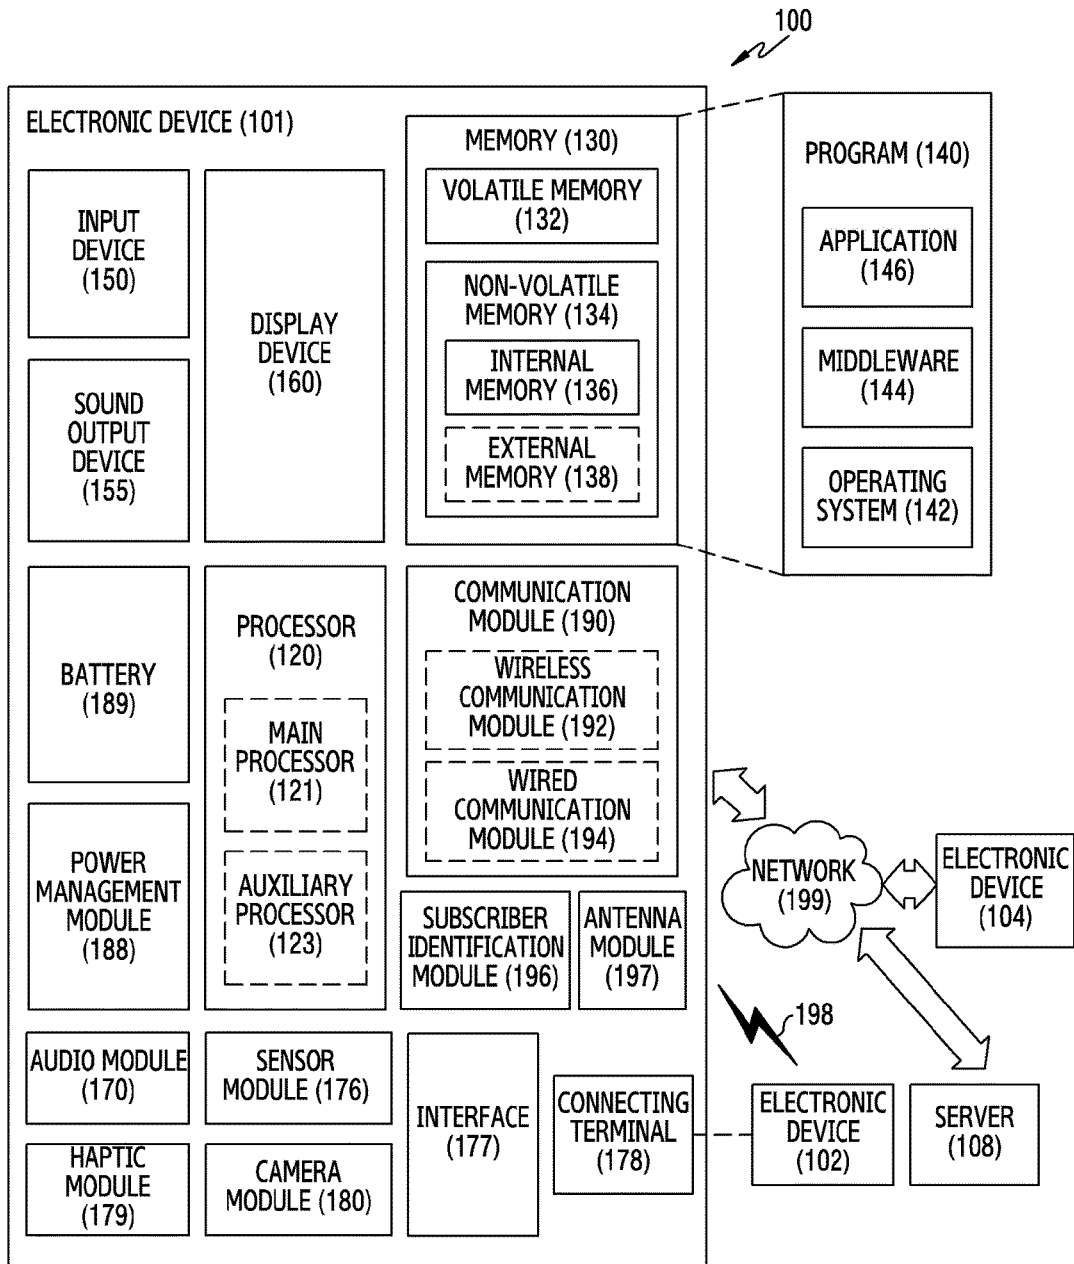 100
ELECTRONIC DEVICE (101)
INPUT
DEVICE
(150)
DISPLAY
DEVICE
(160)
SOUND
OUTPUT
DEVICE
(155)
MEMORY (130)
VOLATILE MEMORY
(132)
NON-VOLATILE
MEMORY (134)
INTERNAL
MEMORY (136)
EXTERNAL
MEMORY (138)
PROGRAM (140)
APPLICATION
(146)
MIDDLEWARE
(144)
OPERATING
SYSTEM (142)
BATTERY
(189)
PROCESSOR
(120)
MAIN
PROCESSOR
(121)
AUXILIARY
PROCESSOR
(123)
COMMUNICATION
MODULE (190)
WIRELESS
COMMUNICATION
MODULE (192)
WIRED
COMMUNICATION
MODULE (194)
POWER
MANAGEMENT
MODULE
(188)
SUBSCRIBER
IDENTIFICATION
MODULE (196)
ANTENNA
MODULE
(197)
NETWORK
(199)
ELECTRONIC
DEVICE
(104)
198
AUDIO MODULE
(170)
SENSOR
MODULE (176)
INTERFACE
(177)
CONNECTING
TERMINAL
(178)
ELECTRONIC
DEVICE
(102)
SERVER
(108)
HAPTIC
MODULE
(179)
CAMERA
MODULE (180)